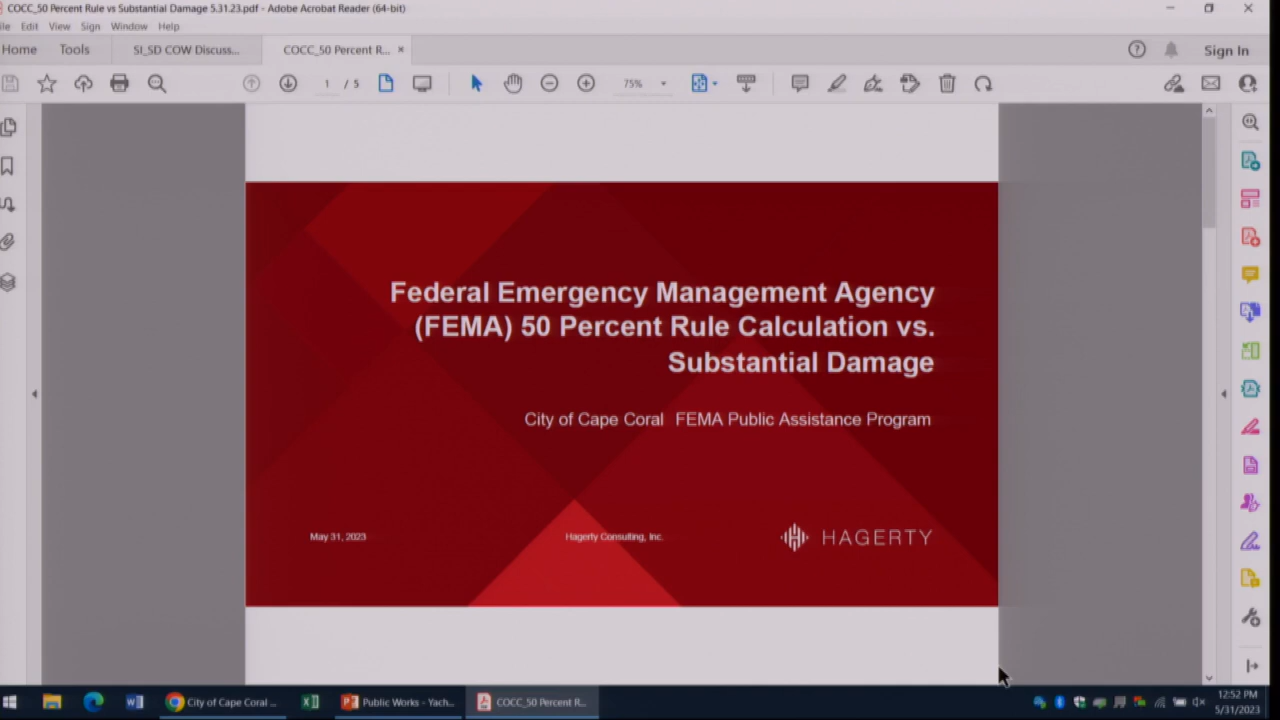 COCC_50 Percent Rule vs Substantial Damage 5.31.23.pdf - Adobe Acrobat Reader (64-bit)
Edit View Sign Window Help
Home Tools SI_SD COW Discuss... COCC_50 Percent R... × Sign In
1 / 5 75%
Federal Emergency Management Agency
(FEMA) 50 Percent Rule Calculation vs.
Substantial Damage
City of Cape Coral FEMA Public Assistance Program
May 31, 2023 Hagerty Consulting, Inc. HAGERTY
City of Cape Coral ... Public Works - Yach... COCC_50 Percent R... 12:52 PM
5/31/2023